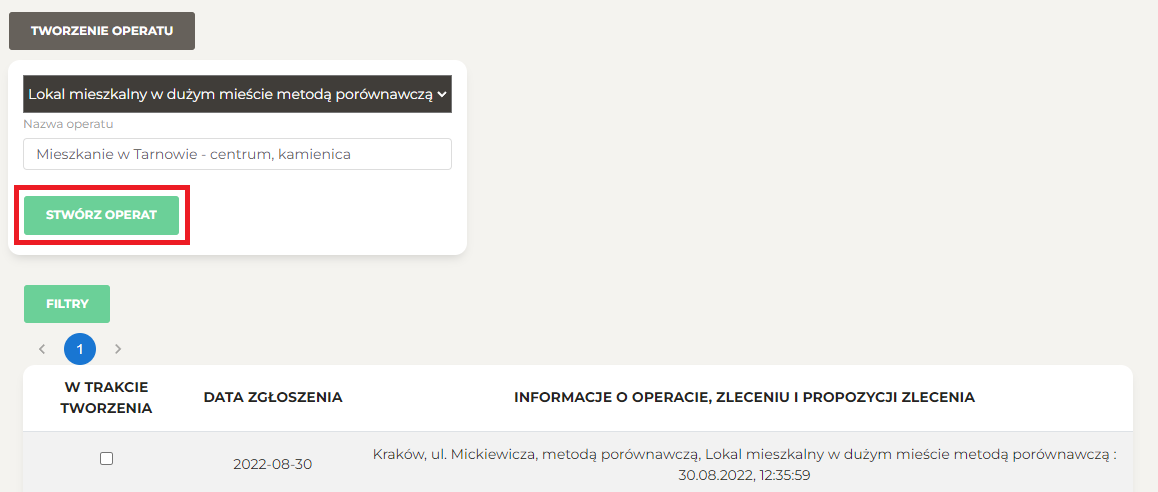 TWORZENIE OPERATU
Lokal mieszkalny w dużym mieście metodą porównawczą
Nazwa operatu
Mieszkanie w Tarnowie - centrum, kamienica
STWÓRZ OPERAT
FILTRY
1
W TRAKCIE
TWORZENIA
DATA ZGŁOSZENIA
INFORMACJE O OPERACIE, ZLECENIU I PROPOZYCJI ZLECENIA
2022-08-30
Kraków, ul. Mickiewicza, metodą porównawczą, Lokal mieszkalny w dużym mieście metodą porównawczą :
30.08.2022, 12:35:59